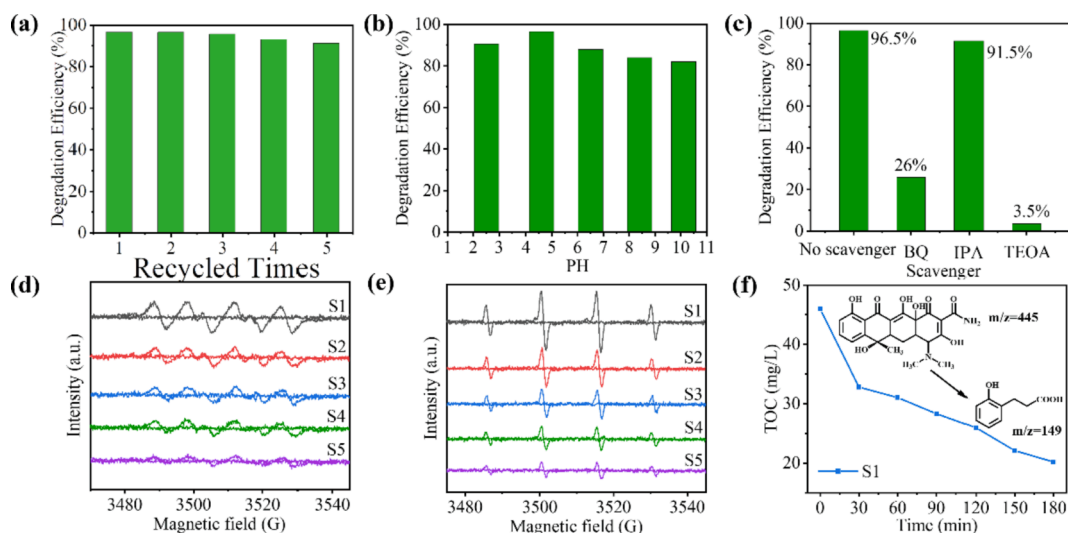 (a)
Degradation Efficiency (%)
100
80
60
40
20
0
1 2 3 4 5
Recycled Times
(b)
Degradation Efficiency (%)
100
80
60
40
20
0
1 2 3 4 5 6 7 8 9 10 11
PH
(c)
Degradation Efficiency (%)
80
60
40
20
0
96.5%
26%
91.5%
3.5%
No scavenger BQ IPA TEOA
Scavenger
(d)
Intensity (a.u.)
S1
S2
S3
S4
S5
3480 3500 3520 3540
Magnetic field (G)
(e)
Intensity (a.u.)
S1
S2
S3
S4
S5
3480 3500 3520 3540
Magnetic field (G)
(f)
TOC (mg/L)
50
40
30
20
OH O OH O O
OH
NH₂
m/z=445
HO CH₃ OH
N
H₃C CH₃
OH
COOH
m/z=149
S1
0 30 60 90 120 150 180
Time (min)